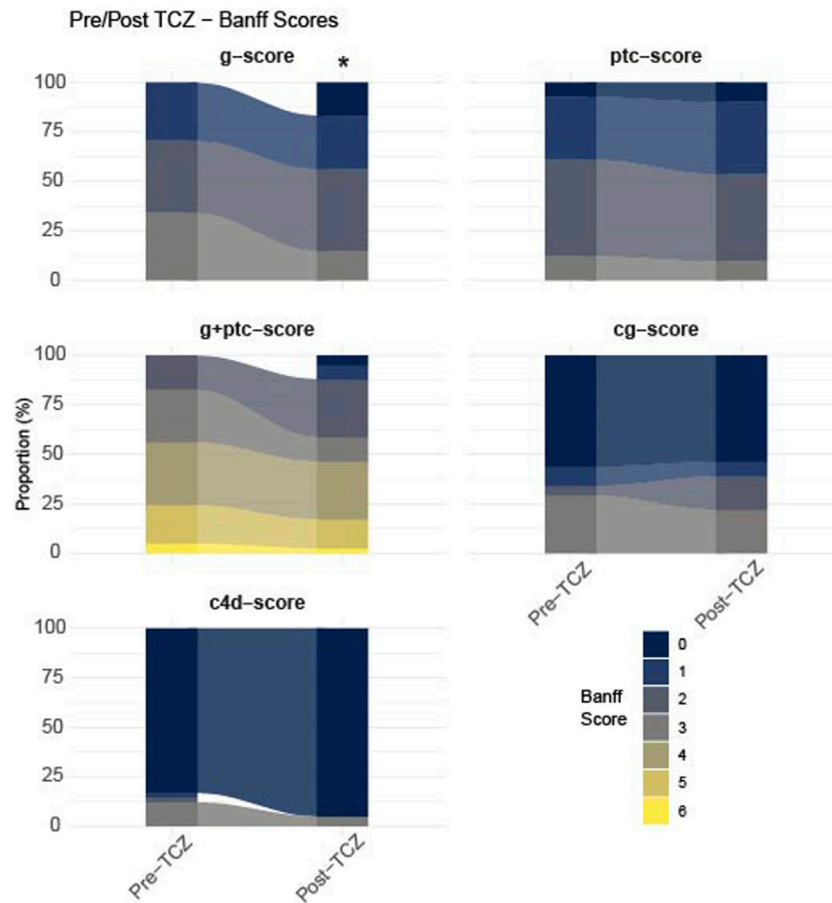 Pre/Post TCZ – Banff Scores
g–score
*
ptc–score
100
75
50
25
0
g+ptc–score
cg–score
100
75
50
25
0
Proportion (%)
Pre–TCZ
Post–TCZ
c4d–score
100
75
50
25
0
Pre–TCZ
Post–TCZ
Banff
Score
0
1
2
3
4
5
6